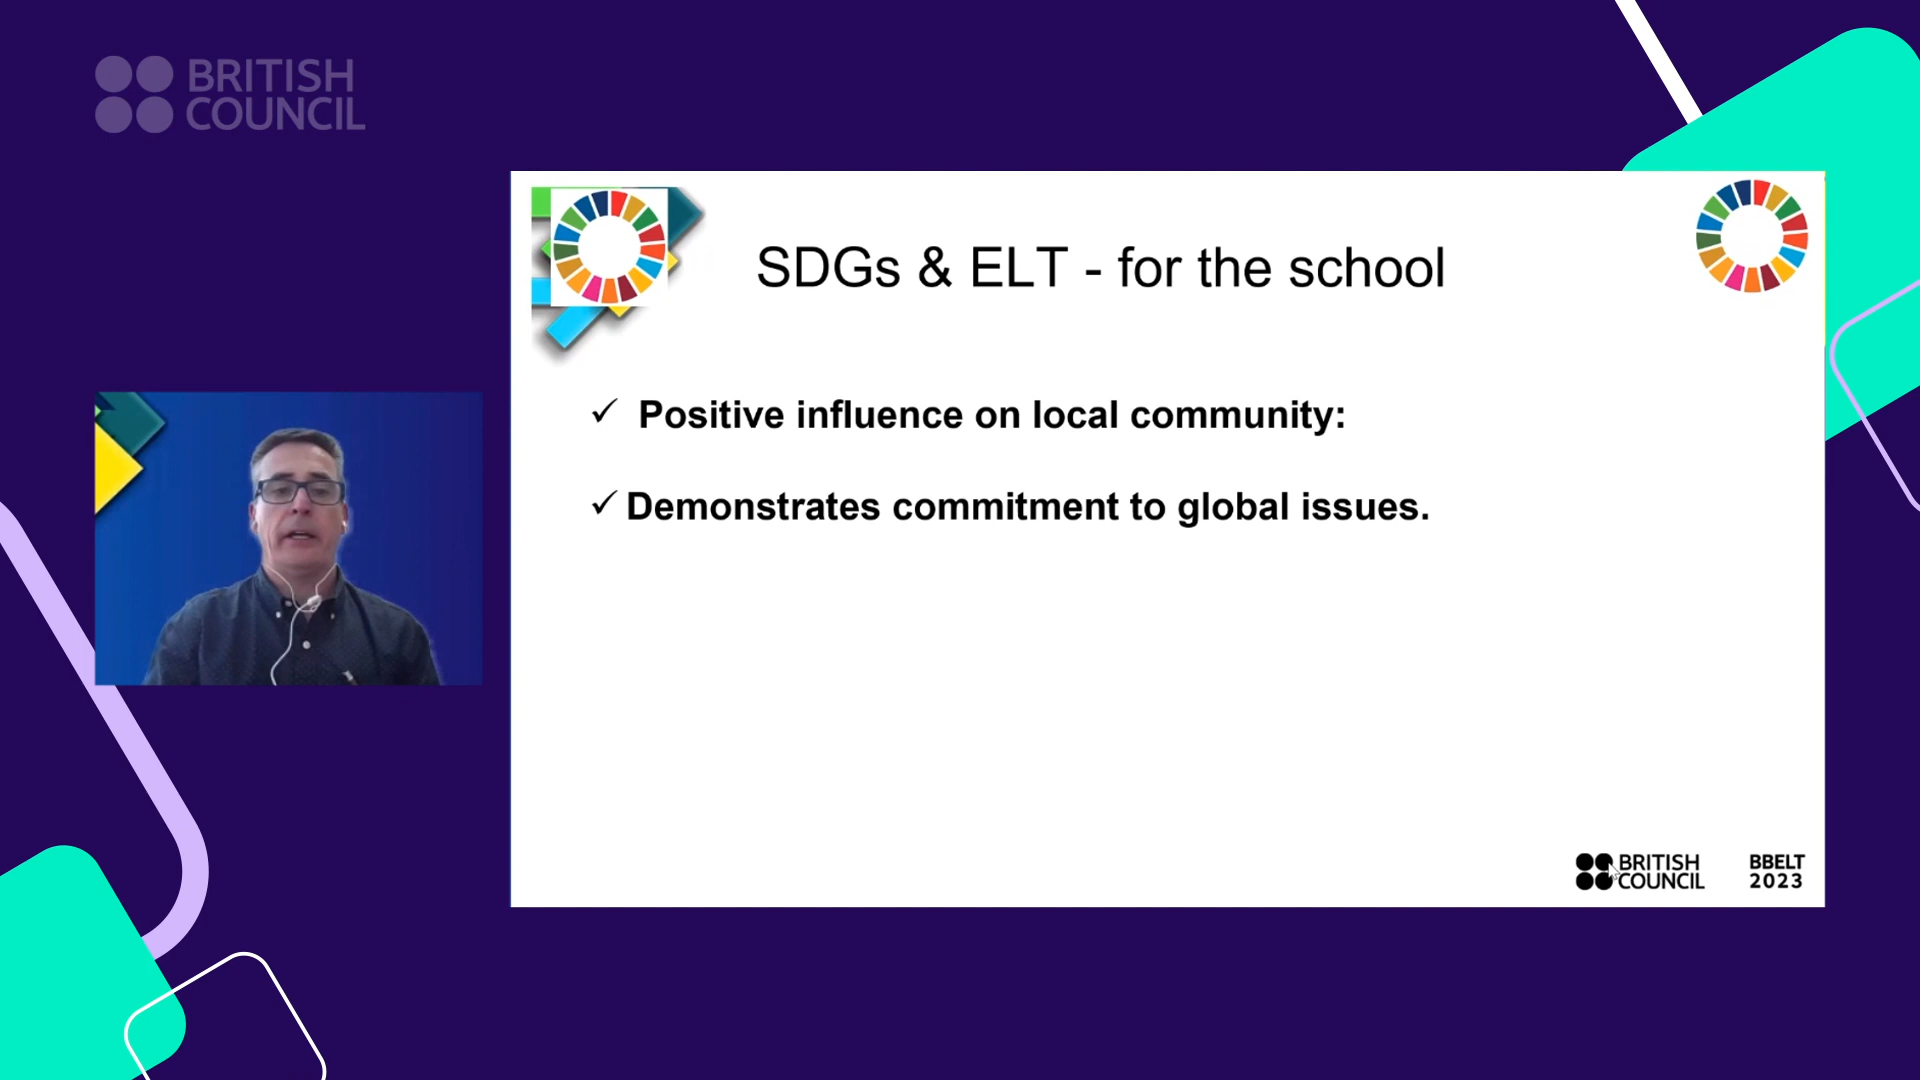 BRITISH
COUNCIL
SDGs & ELT - for the school
✓ Positive influence on local community:
✓ Demonstrates commitment to global issues.
BRITISH
COUNCIL
BBELT
2023